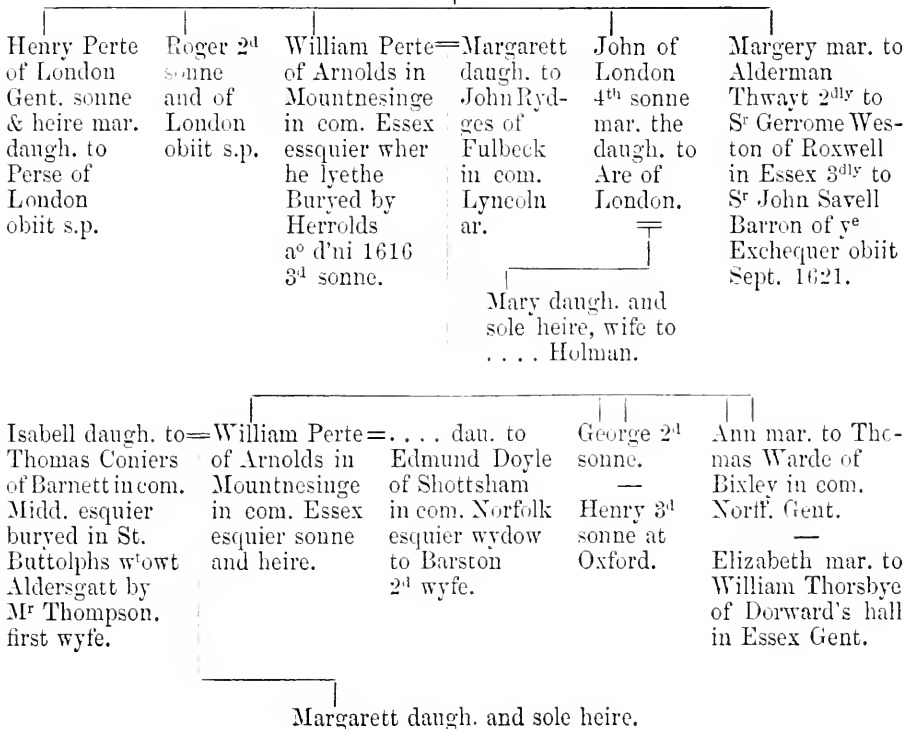 Henry Perte
of London
Gent. sonne
& heire mar.
daugh. to
Perse of
London
obiit s.p.
Roger 2d
sonne
and of
London
obiit s.p.
William Perte=Margarett
of Arnolds in
Mountnesinge
in com. Essex
essquier wher
he lyethe
Buryed by
Herrolds
ao d'ni 1616
3d sonne.
daugh. to
John Ryd-
ges of
Fulbeck
in com.
Lyncoln
ar.
John of
London
4th sonne
mar. the
daugh. to
Are of
London.
Margery mar. to
Alderman
Thwayt 2dly to
Sr Gerrome Wes-
ton of Roxwell
in Essex 3dly to
Sr John Savell
Barron of ye
Exchequer obiit
Sept. 1621.
Mary daugh. and
sole heire, wife to
. . . . Holman.
Isabell daugh. to=William Perte=. . . . dau. to
Thomas Coniers
of Barnett in com.
Midd. esquier
buryed in St.
Buttolphs wtowt
Aldersgatt by
Mr Thompson.
first wyfe.
of Arnolds in
Mountnesinge
in com. Essex
esquier sonne
and heire.
Edmund Doyle
of Shottsham
in com. Norfolk
esquier wydow
to Barston
2d wyfe.
George 2d
sonne.
—
Henry 3d
sonne at
Oxford.
Ann mar. to Tho-
mas Warde of
Bixley in com.
Norff. Gent.
—
Elizabeth mar. to
William Thorsbye
of Dorward's hall
in Essex Gent.
Margarett daugh. and sole heire.